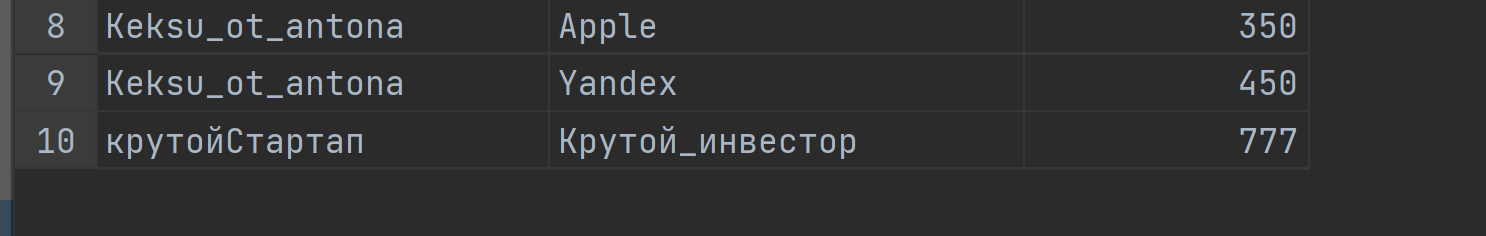 8 Keksu_ot_antona Apple 350
9 Keksu_ot_antona Yandex 450
10 крутойСтартап Крутой_инвестор 777